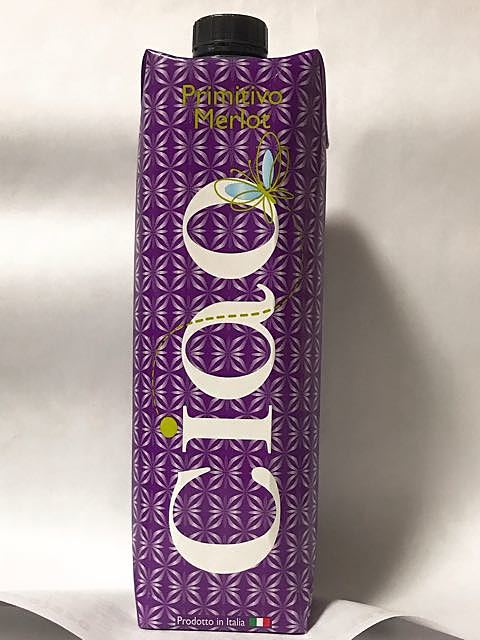 Primitivo
Merlot
ciao
Prodotto in Italia